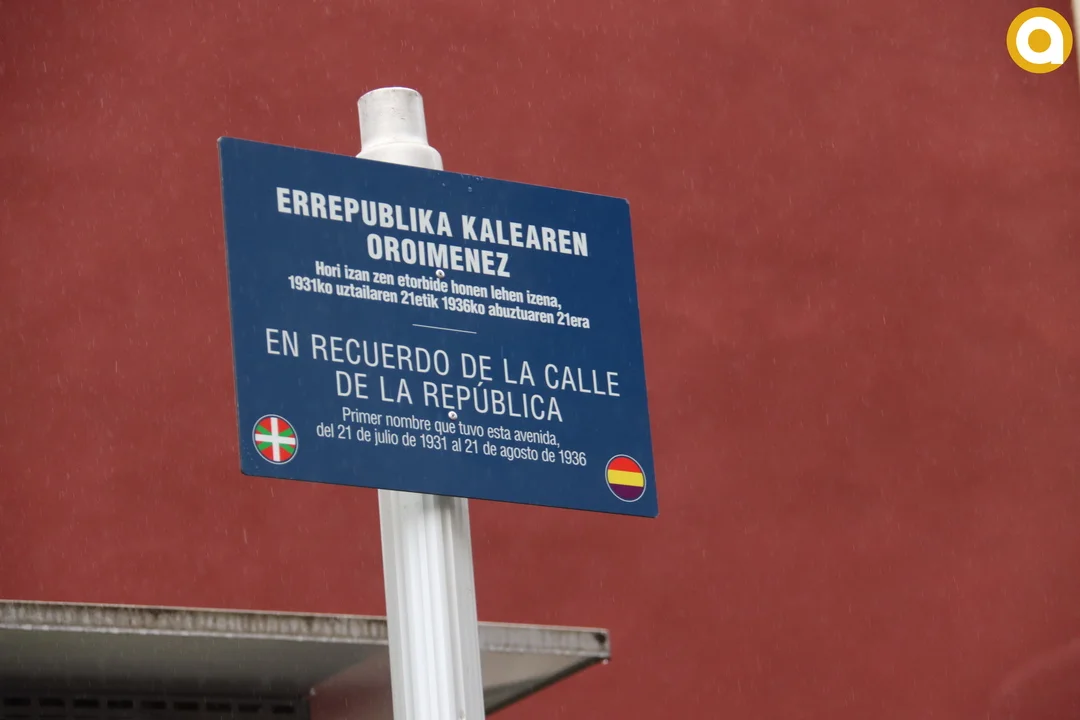 ERREPUBLIKA KALEAREN
OROIMENEZ
Hori izan zen etorbide honen lehen izena,
1931ko uztailaren 21etik 1936ko abuztuaren 21era
EN RECUERDO DE LA CALLE
DE LA REPÚBLICA
Primer nombre que tuvo esta avenida,
del 21 de julio de 1931 al 21 de agosto de 1936
a